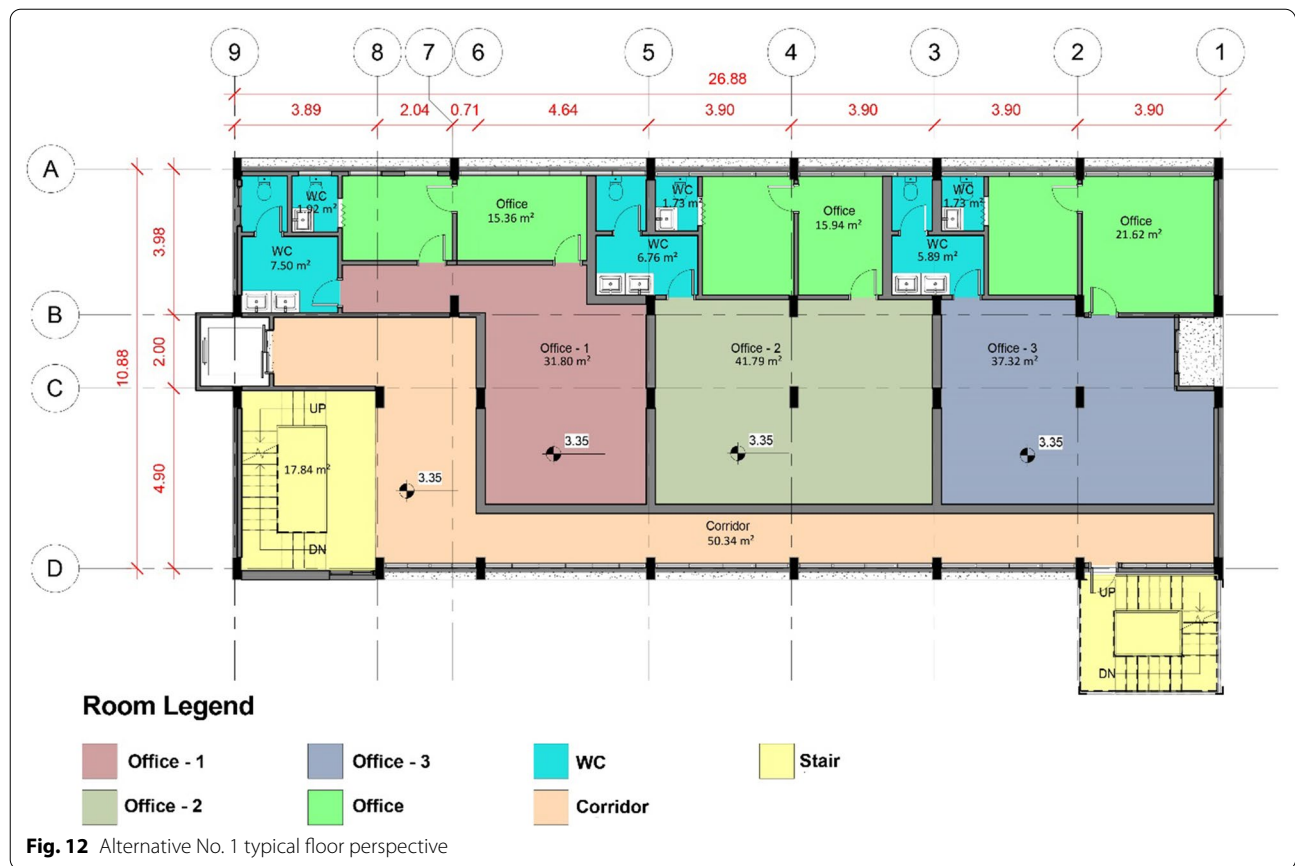 9 8 7 6 5 4 3 2 1
26.88
3.89 2.04 0.71 4.64 3.90 3.90 3.90 3.90
A
B
C
D
10.88
3.98
2.00
4.90
WC
1.92 m²
WC
7.50 m²
Office
15.36 m²
WC
1.73 m²
WC
6.76 m²
Office
15.94 m²
WC
1.73 m²
WC
5.89 m²
Office
21.62 m²
Office - 1
31.80 m²
Office - 2
41.79 m²
Office - 3
37.32 m²
UP
17.84 m²
DN
3.35
3.35
3.35
3.35
Corridor
50.34 m²
UP
DN
Room Legend
Office - 1
Office - 3
WC
Stair
Office - 2
Office
Corridor
Fig. 12 Alternative No. 1 typical floor perspective